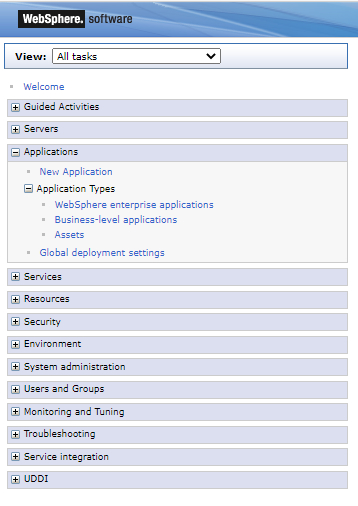 WebSphere. software
View: All tasks
Welcome
Guided Activities
Servers
Applications
New Application
Application Types
WebSphere enterprise applications
Business-level applications
Assets
Global deployment settings
Services
Resources
Security
Environment
System administration
Users and Groups
Monitoring and Tuning
Troubleshooting
Service integration
UDDI